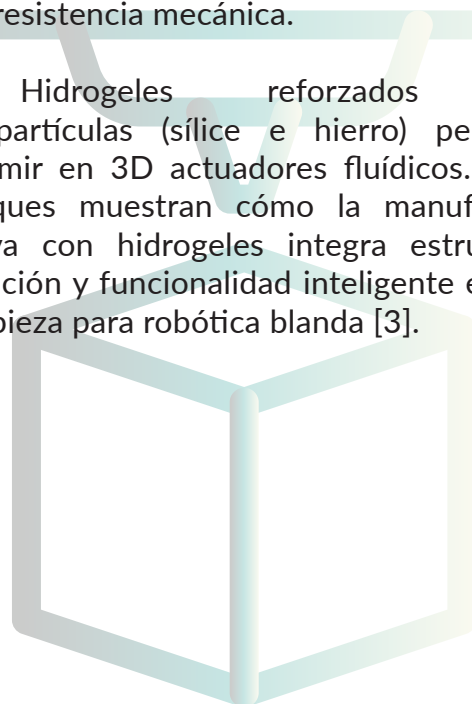 resistencia mecánica.
Hidrogeles reforzados
partículas (sílice e hierro) pe
mir en 3D actuadores fluídicos.
ques muestran cómo la manuf
va con hidrogeles integra estru
ción y funcionalidad inteligente e
pieza para robótica blanda [3].